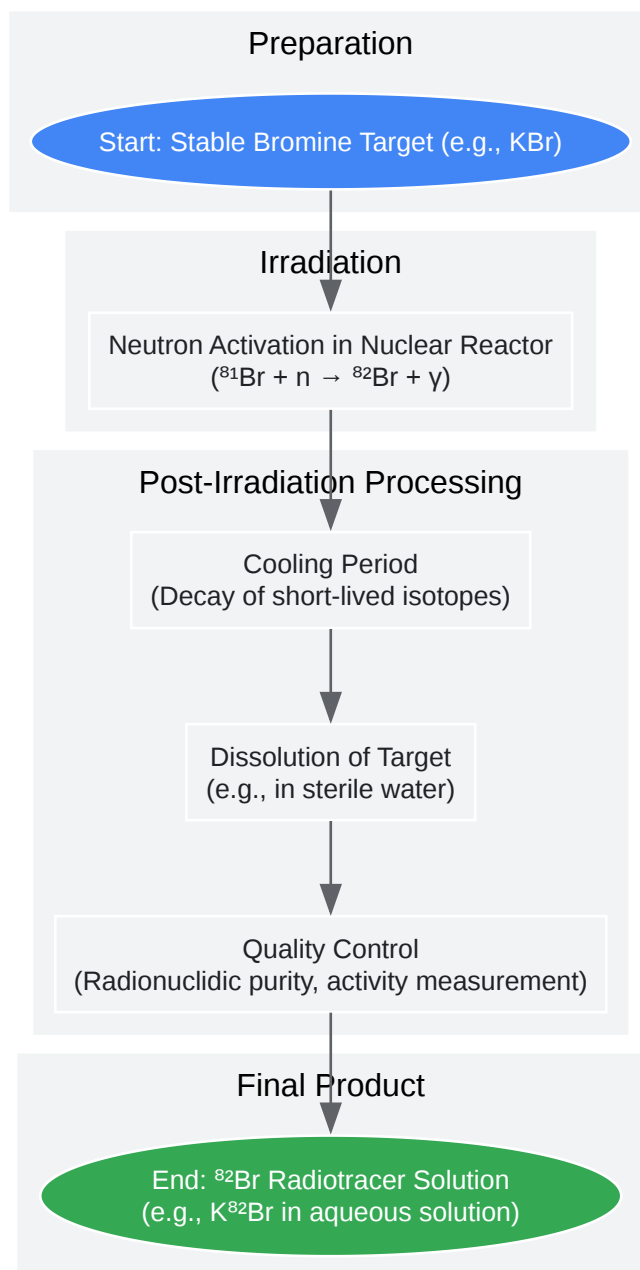 Preparation
Start: Stable Bromine Target (e.g., KBr)
Irradiation
Neutron Activation in Nuclear Reactor
(⁸¹Br + n → ⁸²Br + γ)
Post-Irradiation Processing
Cooling Period
(Decay of short-lived isotopes)
Dissolution of Target
(e.g., in sterile water)
Quality Control
(Radionuclidic purity, activity measurement)
Final Product
End: ⁸²Br Radiotracer Solution
(e.g., K⁸²Br in aqueous solution)